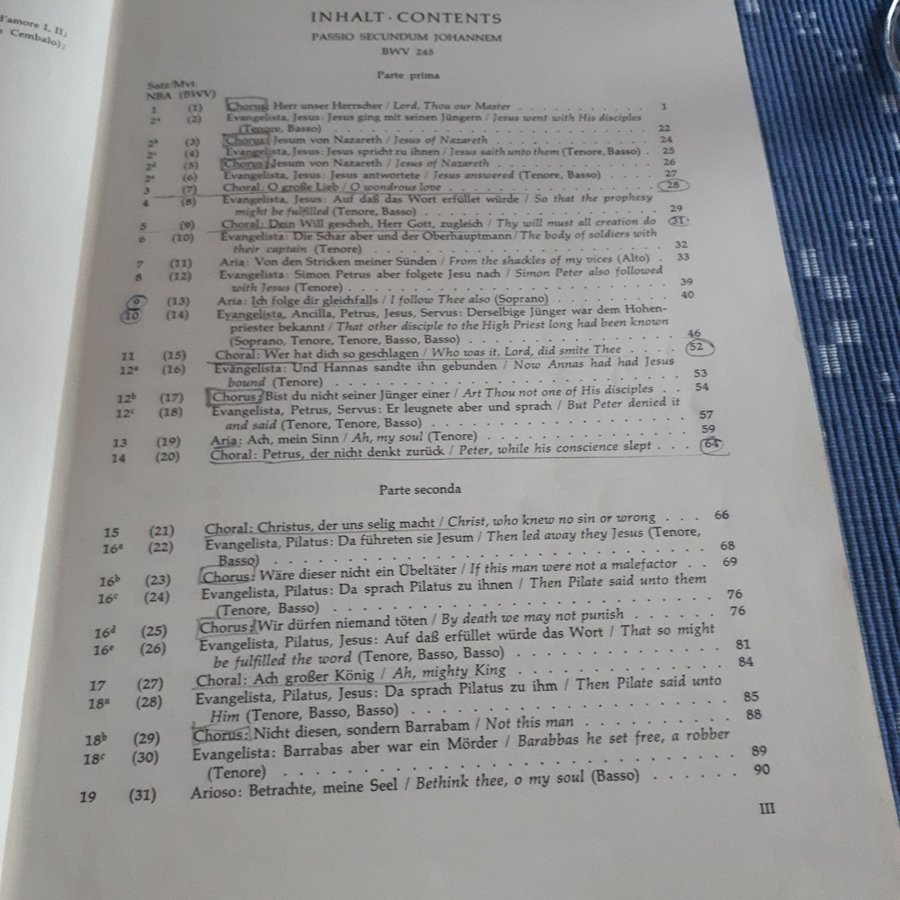 d'amore I, II;
Cembalo);
INHALT · CONTENTS
PASSIO SECUNDUM JOHANNEM
BWV 245
Parte prima
Satz/Mvt.
NBA (BWV)
1 (1) Chorus: Herr unser Herrscher / Lord, Thou our Master . . . . . . . . . . 1
2ᵃ (2) Evangelista, Jesus: Jesus ging mit seinen Jüngern / Jesus went with His disciples
(Tenore, Basso) . . . . . . . . . . 22
2ᵇ (3) Chorus: Jesum von Nazareth / Jesus of Nazareth . . . . . . . . . . 24
2ᶜ (4) Evangelista, Jesus: Jesus spricht zu ihnen / Jesus saith unto them (Tenore, Basso) . 25
2ᵈ (5) Chorus: Jesum von Nazareth / Jesus of Nazareth . . . . . . . . . . 26
2ᵉ (6) Evangelista, Jesus: Jesus antwortete / Jesus answered (Tenore, Basso) . . . . 27
3 (7) Choral: O große Lieb / O wondrous love . . . . . . . . . . 28
4 (8) Evangelista, Jesus: Auf daß das Wort erfüllet würde / So that the prophesy
might be fulfilled (Tenore, Basso) . . . . . . . . . . 29
5 (9) Choral: Dein Will gescheh, Herr Gott, zugleich / Thy will must all creation do 31
6 (10) Evangelista: Die Schar aber und der Oberhauptmann / The body of soldiers with
their captain (Tenore) . . . . . . . . . . 32
7 (11) Aria: Von den Stricken meiner Sünden / From the shackles of my vices (Alto) . 33
8 (12) Evangelista: Simon Petrus aber folgete Jesu nach / Simon Peter also followed
with Jesus (Tenore) . . . . . . . . . . 39
9 (13) Aria: Ich folge dir gleichfalls / I follow Thee also (Soprano) . . . . . . . 40
10 (14) Evangelista, Ancilla, Petrus, Jesus, Servus: Derselbige Jünger war dem Hohen-
priester bekannt / That other disciple to the High Priest long had been known
(Soprano, Tenore, Tenore, Basso, Basso) . . . . . . . . . . 46
11 (15) Choral: Wer hat dich so geschlagen / Who was it, Lord, did smite Thee . . . . 52
12ᵃ (16) Evangelista: Und Hannas sandte ihn gebunden / Now Annas had had Jesus
bound (Tenore) . . . . . . . . . . 53
12ᵇ (17) Chorus: Bist du nicht seiner Jünger einer / Art Thou not one of His disciples . . 54
12ᶜ (18) Evangelista, Petrus, Servus: Er leugnete aber und sprach / But Peter denied it
and said (Tenore, Tenore, Basso) . . . . . . . . . . 57
13 (19) Aria: Ach, mein Sinn / Ah, my soul (Tenore) . . . . . . . . . . 59
14 (20) Choral: Petrus, der nicht denkt zurück / Peter, while his conscience slept . . . 64
Parte seconda
15 (21) Choral: Christus, der uns selig macht / Christ, who knew no sin or wrong . . . 66
16ᵃ (22) Evangelista, Pilatus: Da führeten sie Jesum / Then led away they Jesus (Tenore,
Basso) . . . . . . . . . . 68
16ᵇ (23) Chorus: Wäre dieser nicht ein Übeltäter / If this man were not a malefactor . . 69
16ᶜ (24) Evangelista, Pilatus: Da sprach Pilatus zu ihnen / Then Pilate said unto them
(Tenore, Basso) . . . . . . . . . . 76
16ᵈ (25) Chorus: Wir dürfen niemand töten / By death we may not punish . . . . . . 76
16ᵉ (26) Evangelista, Pilatus, Jesus: Auf daß erfüllet würde das Wort / That so might
be fulfilled the word (Tenore, Basso, Basso) . . . . . . . . . . 81
17 (27) Choral: Ach großer König / Ah, mighty King . . . . . . . . . . 84
18ᵃ (28) Evangelista, Pilatus, Jesus: Da sprach Pilatus zu ihm / Then Pilate said unto
Him (Tenore, Basso, Basso) . . . . . . . . . . 85
18ᵇ (29) Chorus: Nicht diesen, sondern Barrabam / Not this man . . . . . . . . . . 88
18ᶜ (30) Evangelista: Barrabas aber war ein Mörder / Barabbas he set free, a robber
(Tenore) . . . . . . . . . . 89
19 (31) Arioso: Betrachte, meine Seel / Bethink thee, o my soul (Basso) . . . . . . 90
III